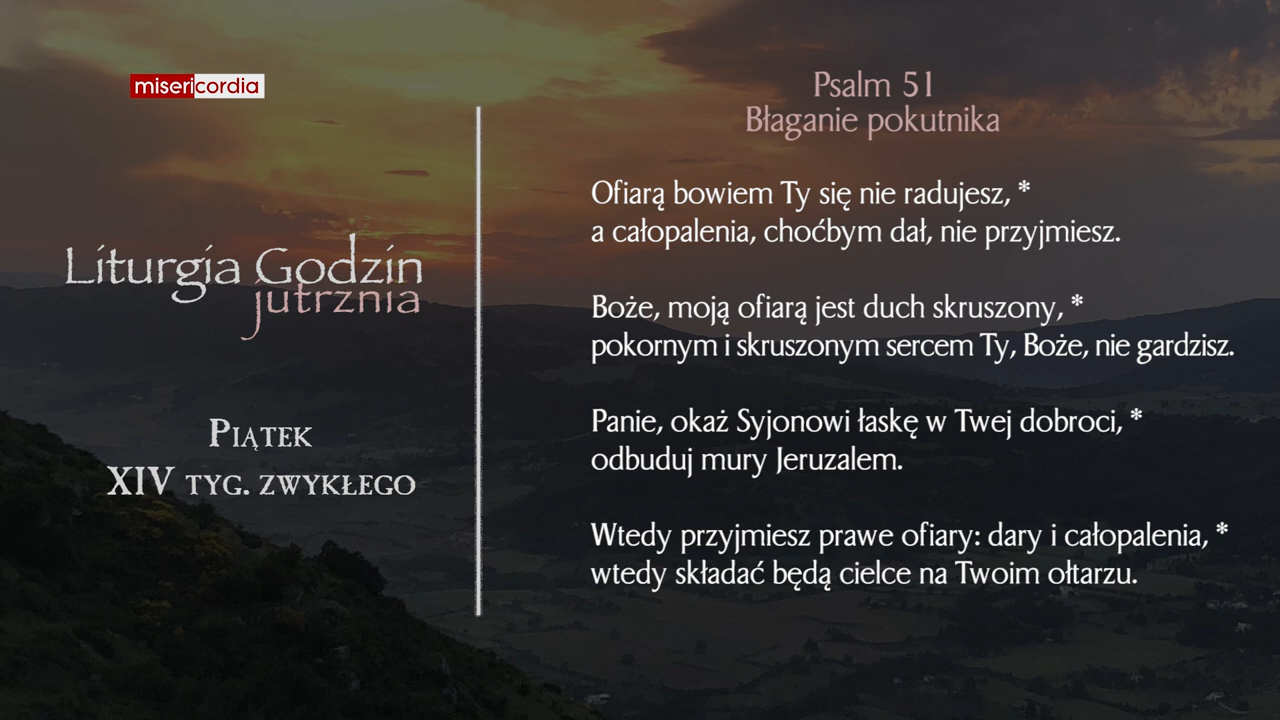 misericordia
Liturgia Godzin
jutrznia
Piątek
XIV tyg. zwykłego
Psalm 51
Błaganie pokutnika
Ofiarą bowiem Ty się nie radujesz, *
a całopalenia, choćbym dał, nie przyjmiesz.
Boże, moją ofiarą jest duch skruszony, *
pokornym i skruszonym sercem Ty, Boże, nie gardzisz.
Panie, okaż Syjonowi łaskę w Twej dobroci, *
odbuduj mury Jeruzalem.
Wtedy przyjmiesz prawe ofiary: dary i całopalenia, *
wtedy składać będą cielce na Twoim ołtarzu.